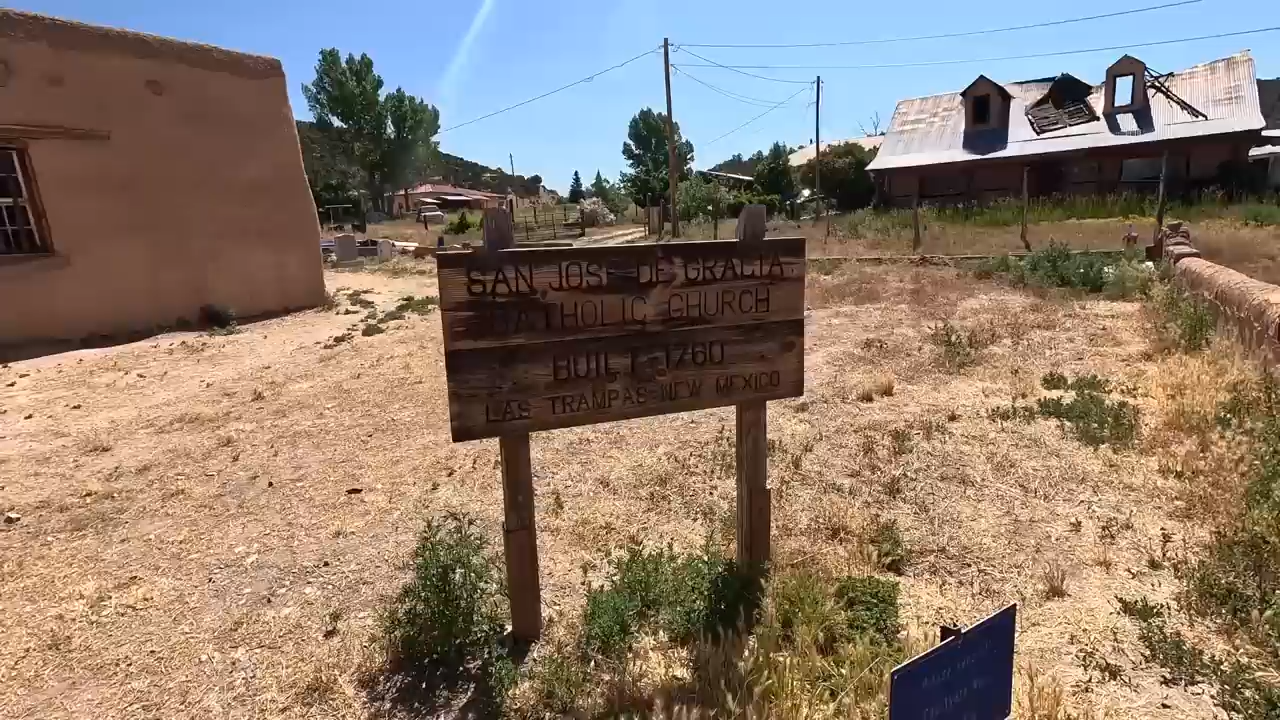 SAN JOSE DE GRACIA
CATHOLIC CHURCH
BUILT 1760
LAS TRAMPAS NEW MEXICO